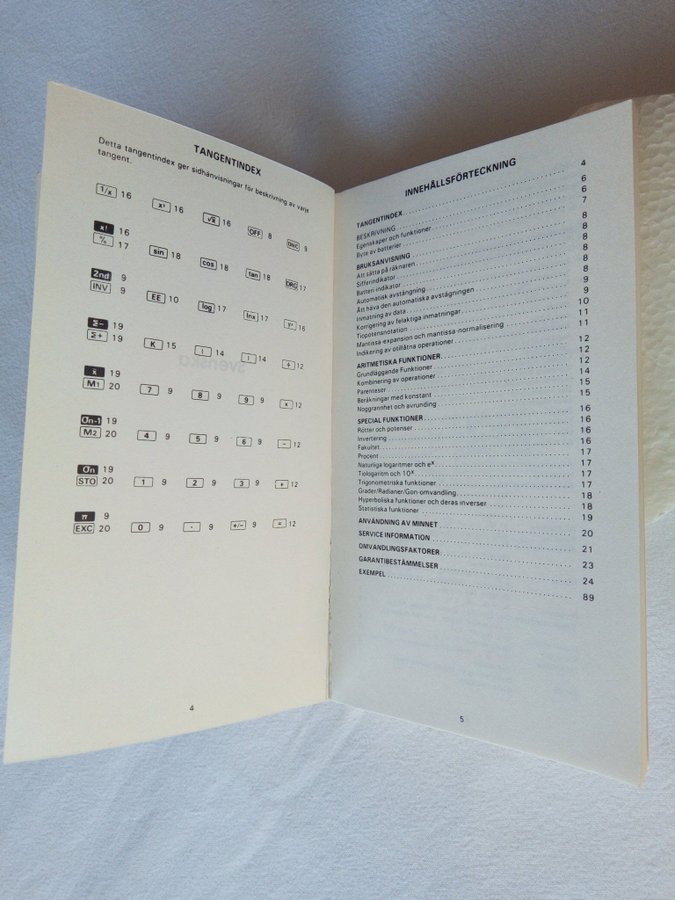 TANGENTINDEX
Detta tangentindex ger sidhänvisningar för beskrivning av varje
tangent.
1/x 16 x² 16 √x 16 OFF 8 ON/C 9
x! 16
% 17 sin 18 cos 18 tan 18 DRG 17
2nd 9
INV 9 EE 10 log 17 lnx 17 yˣ 16
Σ- 19
Σ+ 19 K 15 ( 14 ) 14 ÷ 12
x̄ 19
M1 20 7 9 8 9 9 9 x 12
σn-1 19
M2 20 4 9 5 9 6 9 − 12
σn 19
STO 20 1 9 2 9 3 9 + 12
π 9
EXC 20 0 9 . 9 +/− 9 = 12
4
INNEHÅLLSFÖRTECKNING
TANGENTINDEX 4
BESKRIVNING 6
Egenskaper och funktioner 6
Byte av batterier 7
BRUKSANVISNING 8
Att sätta på räknaren 8
Sifferindikator 8
Batteri indikator 8
Automatisk avstängning 8
Att häva den automatiska avstägningen 8
Inmatning av data 9
Korrigering av felaktiga inmatningar 9
Tiopotensnotation 10
Mantissa expansion et mantissa normalisering 11
Indikering av otillåtna operationer 11
ARITMETISKA FUNKTIONER 12
Grundläggande Funktioner 12
Kombinering av operationer 12
Parenteser 14
Beräkningar med konstant 15
Noggrannhet och avrunding 15
SPECIAL FUNKTIONER 16
Rötter och potenser 16
Invertering 16
Fakultet 16
Procent 17
Naturliga logaritmer och eˣ 17
Tiologaritm och 10ˣ 17
Trigonometriska funktioner 17
Grader/Radianer/Gon-omvandling 18
Hyperboliska funktioner och deras inverser 18
Statistiska funktioner 19
ANVÄNDNING AV MINNET 20
SERVICE INFORMATION 21
OMVANDLINGSFAKTORER 23
GARANTIBESTÄMMELSER 24
EXEMPEL 89
5